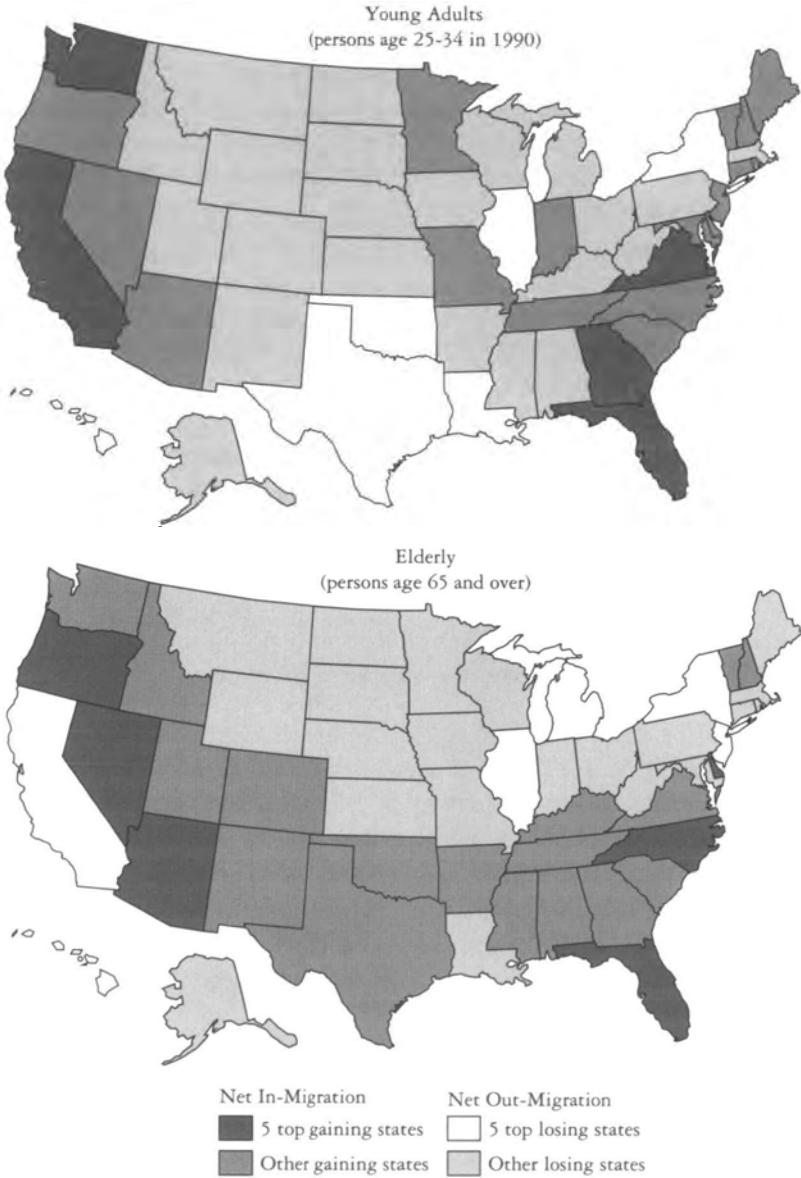 Young Adults
(persons age 25-34 in 1990)
Elderly
(persons age 65 and over)
Net In-Migration
5 top gaining states
Other gaining states
Net Out-Migration
5 top losing states
Other losing states